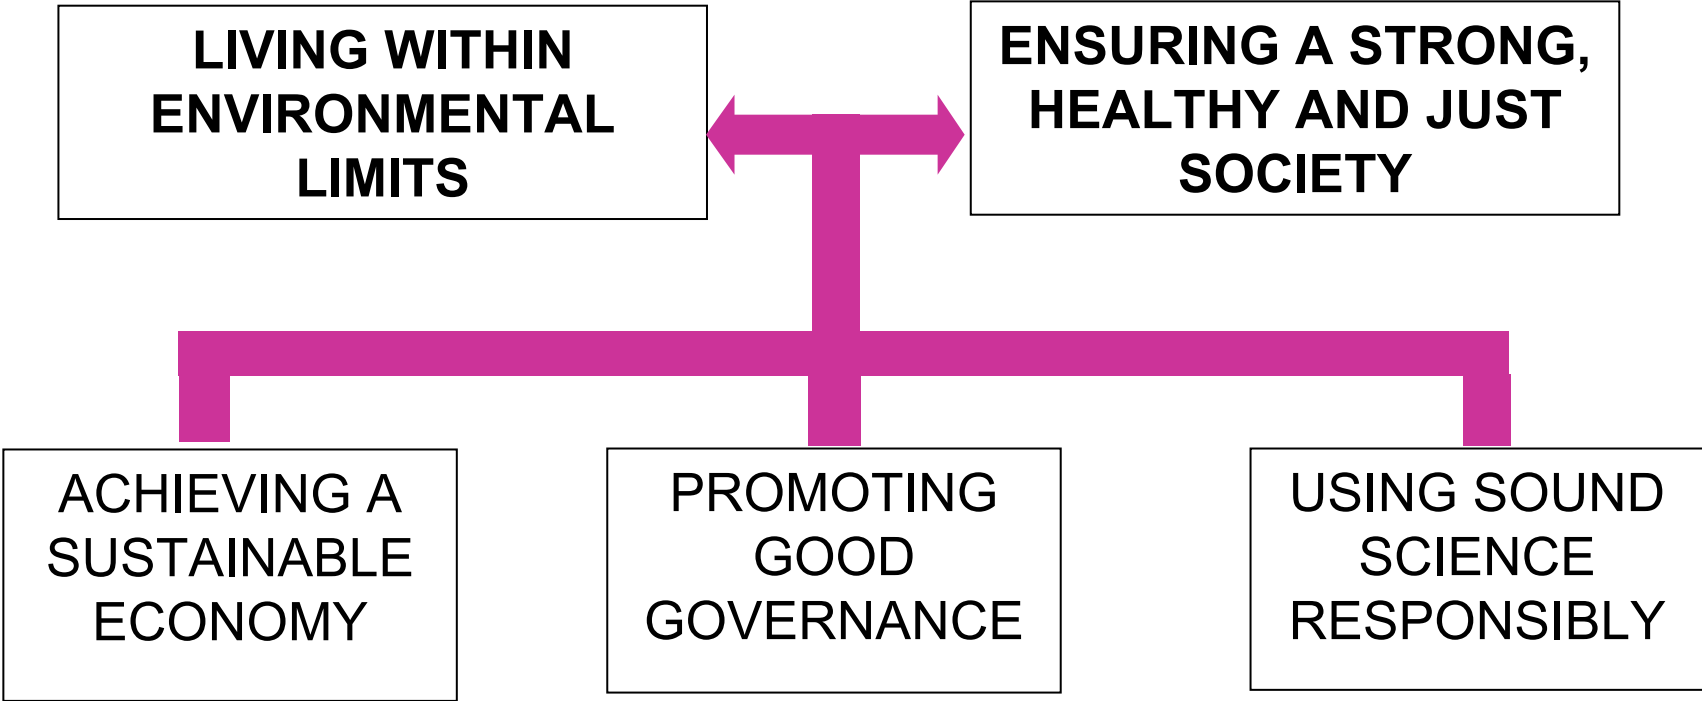 LIVING WITHIN
ENVIRONMENTAL
LIMITS
ENSURING A STRONG,
HEALTHY AND JUST
SOCIETY
ACHIEVING A
SUSTAINABLE
ECONOMY
PROMOTING
GOOD
GOVERNANCE
USING SOUND
SCIENCE
RESPONSIBLY